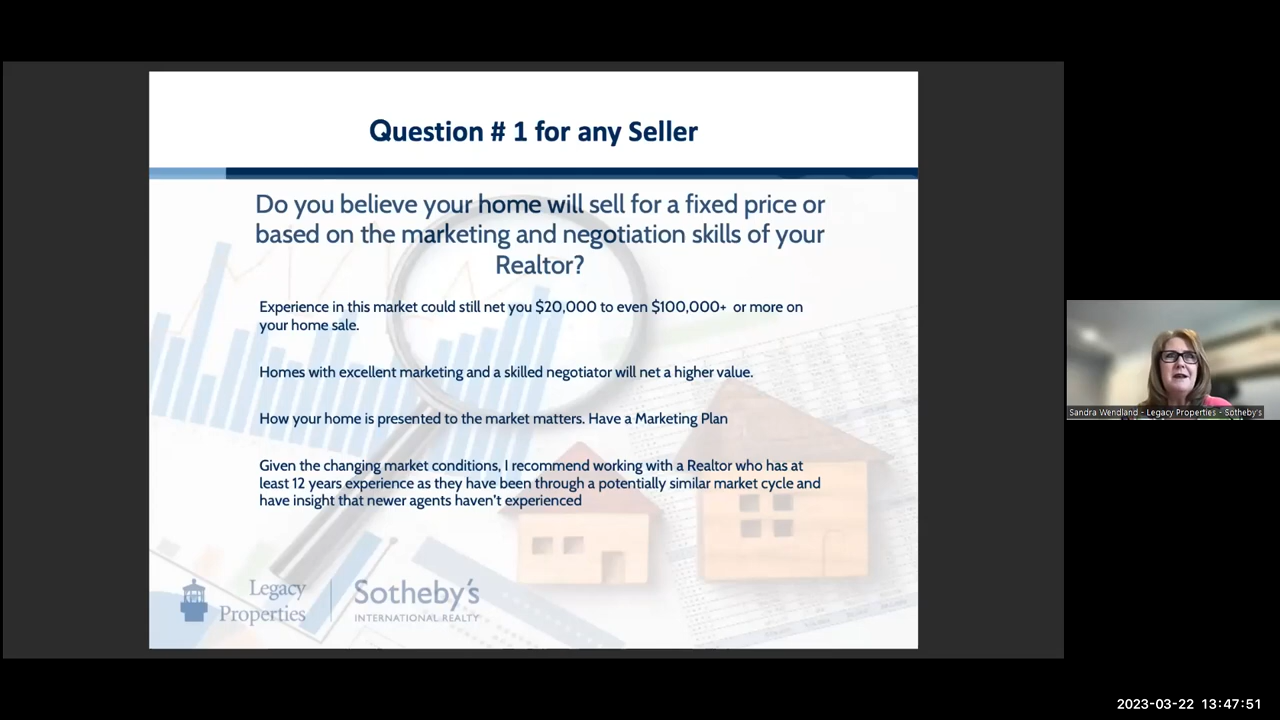 Question # 1 for any Seller
Do you believe your home will sell for a fixed price or
based on the marketing and negotiation skills of your
Realtor?
Experience in this market could still net you $20,000 to even $100,000+ or more on
your home sale.
Homes with excellent marketing and a skilled negotiator will net a higher value.
How your home is presented to the market matters. Have a Marketing Plan
Given the changing market conditions, I recommend working with a Realtor who has at
least 12 years experience as they have been through a potentially similar market cycle and
have insight that newer agents haven't experienced
Legacy
Properties
Sotheby's
INTERNATIONAL REALTY
Sandra Wendland - Legacy Properties - Sotheby's
2023-03-22 13:47:51